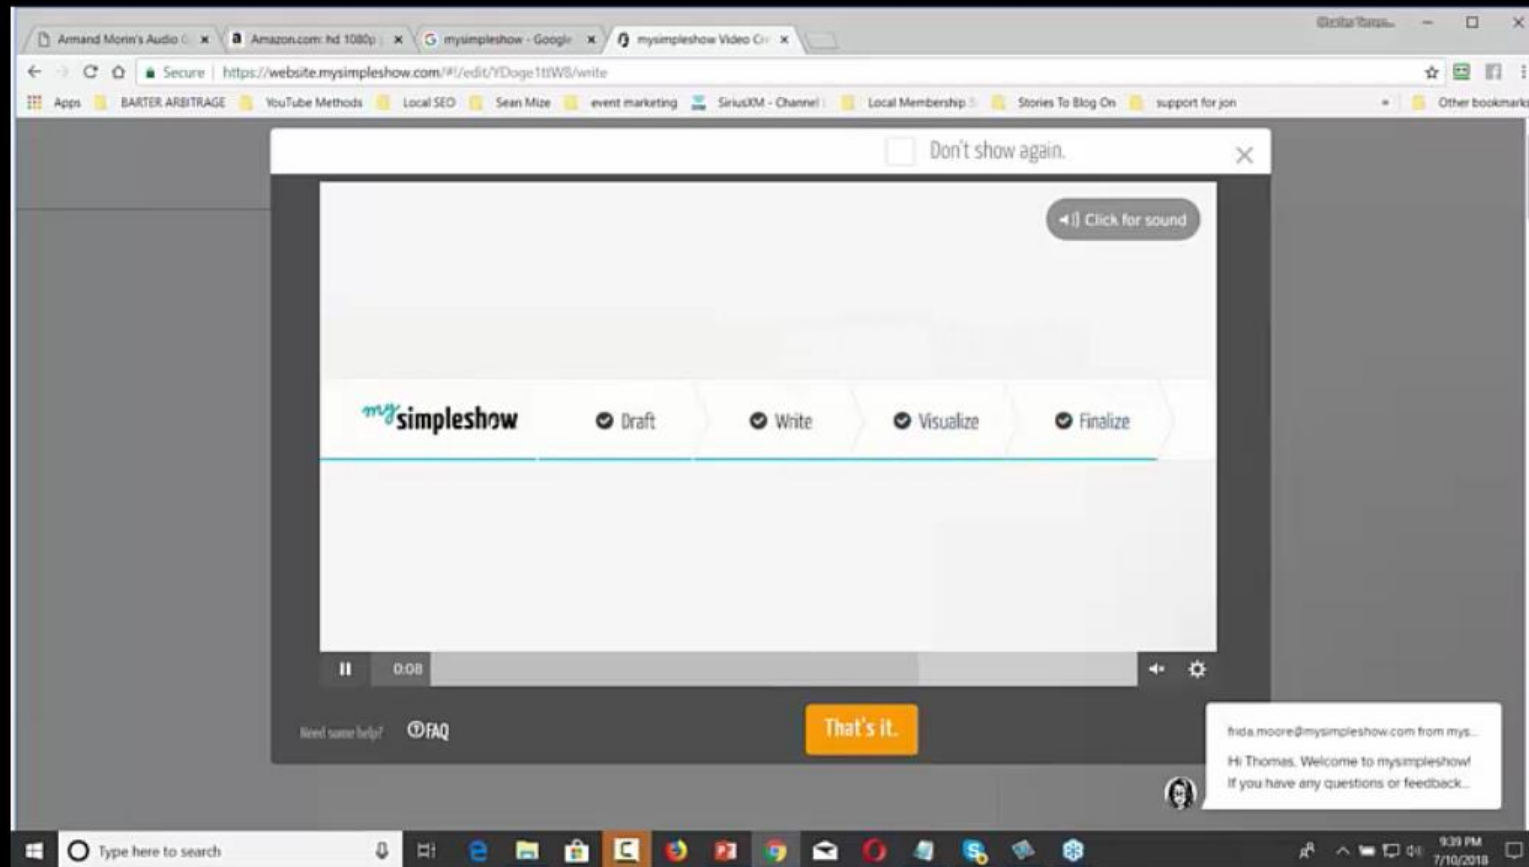 Armand Morin's Audio
Amazon.com: hd 1080p
mysimpleshow - Google
mysimpleshow Video Cr
Secure
https://website.mysimpleshow.com/#!/edit/YDoge1ttW8/write
Apps
BARTER ARBITRAGE
YouTube Methods
Local SEO
Sean Mize
event marketing
SiriusXM - Channel
Local Membership S
Stories To Blog On
support for jon
»
Other bookmarks
Don't show again.
Click for sound
mysimpleshow
Draft
Write
Visualize
Finalize
0:08
Need some help?
FAQ
That's it.
frida.moore@mysimpleshow.com from mys...
Hi Thomas, Welcome to mysimpleshow!
If you have any questions or feedback...
Type here to search
9:39 PM
7/10/2018